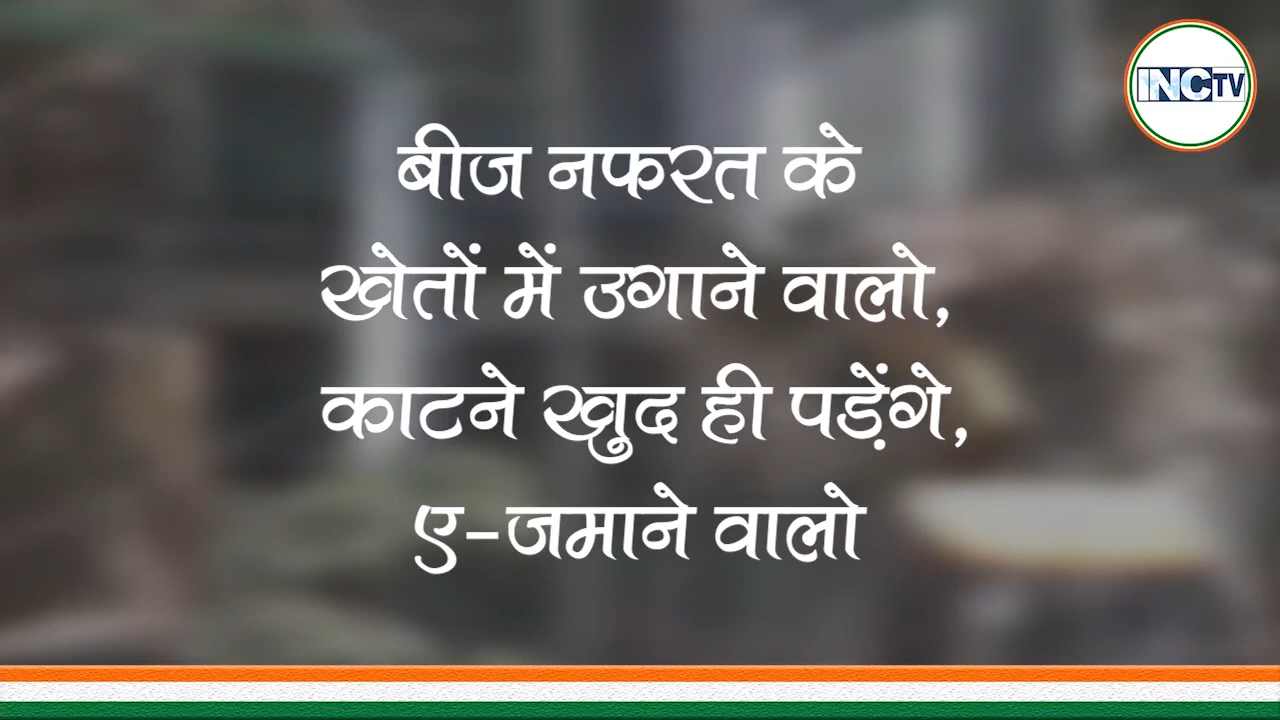 INCTV
बीज नफरत के
खेतों में उगाने वालो,
काटने खुद ही पड़ेंगे,
ए-जमाने वालो